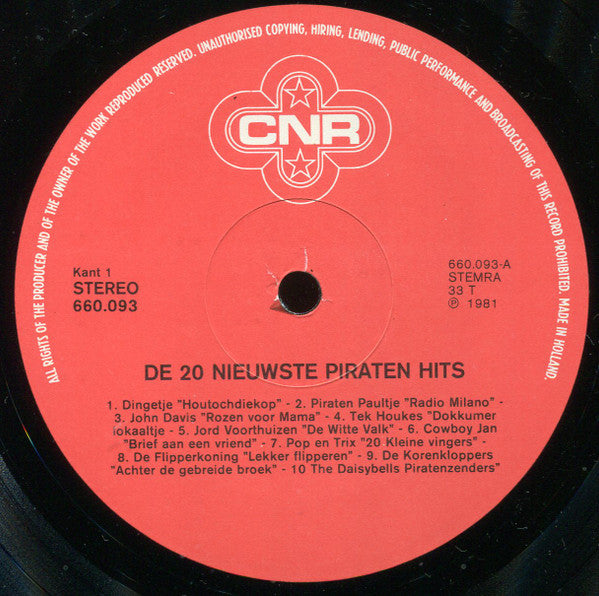 ALL RIGHTS OF THE PRODUCER AND OF THE OWNER OF THE WORK REPRODUCED RESERVED. UNAUTHORISED COPYING, HIRING, LENDING, PUBLIC PERFORMANCE AND BROADCASTING OF THIS RECORD PROHIBITED. MADE IN HOLLAND.
CNR
Kant 1
STEREO
660.093
660.093-A
STEMRA
33 T
℗ 1981
DE 20 NIEUWSTE PIRATEN HITS
1. Dingetje "Houtochdiekop" - 2. Piraten Paultje "Radio Milano" -
3. John Davis "Rozen voor Mama" - 4. Tek Houkes "Dokkumer
lokaaltje - 5. Jord Voorthuizen "De Witte Valk" - 6. Cowboy Jan
"Brief aan een vriend" - 7. Pop en Trix "20 Kleine vingers" -
8. De Flipperkoning "Lekker flipperen" - 9. De Korenkloppers
"Achter de gebreide broek" - 10 The Daisybells Piratenzenders"